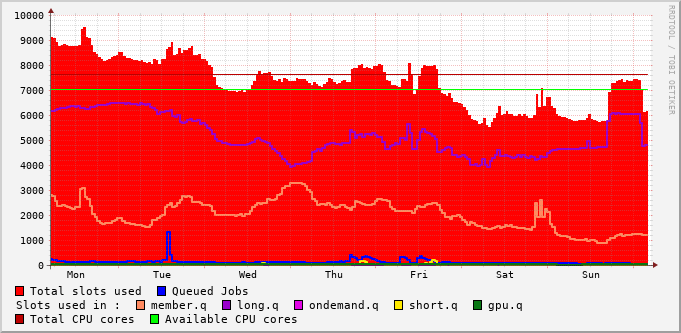 10000
9000
8000
7000
6000
5000
4000
3000
2000
1000
0
Mon Tue Wed Thu Fri Sat Sun
RRDTOOL / TOBI OETIKER
Total slots used Queued Jobs
Slots used in : member.q long.q ondemand.q short.q gpu.q
Total CPU cores Available CPU cores